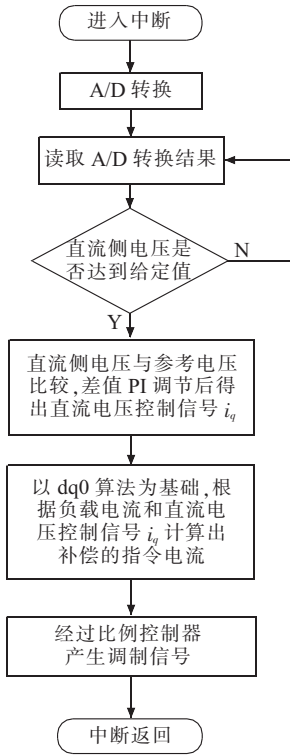 进入中断
A/D 转换
读取 A/D 转换结果
直流侧电压是
否达到给定值
N
Y
直流侧电压与参考电压
比较,差值 PI 调节后得
出直流电压控制信号 i_q
以 dq0 算法为基础,根
据负载电流和直流电
压控制信号 i_q 计算出
补偿的指令电流
经过比例控制器
产生调制信号
中断返回